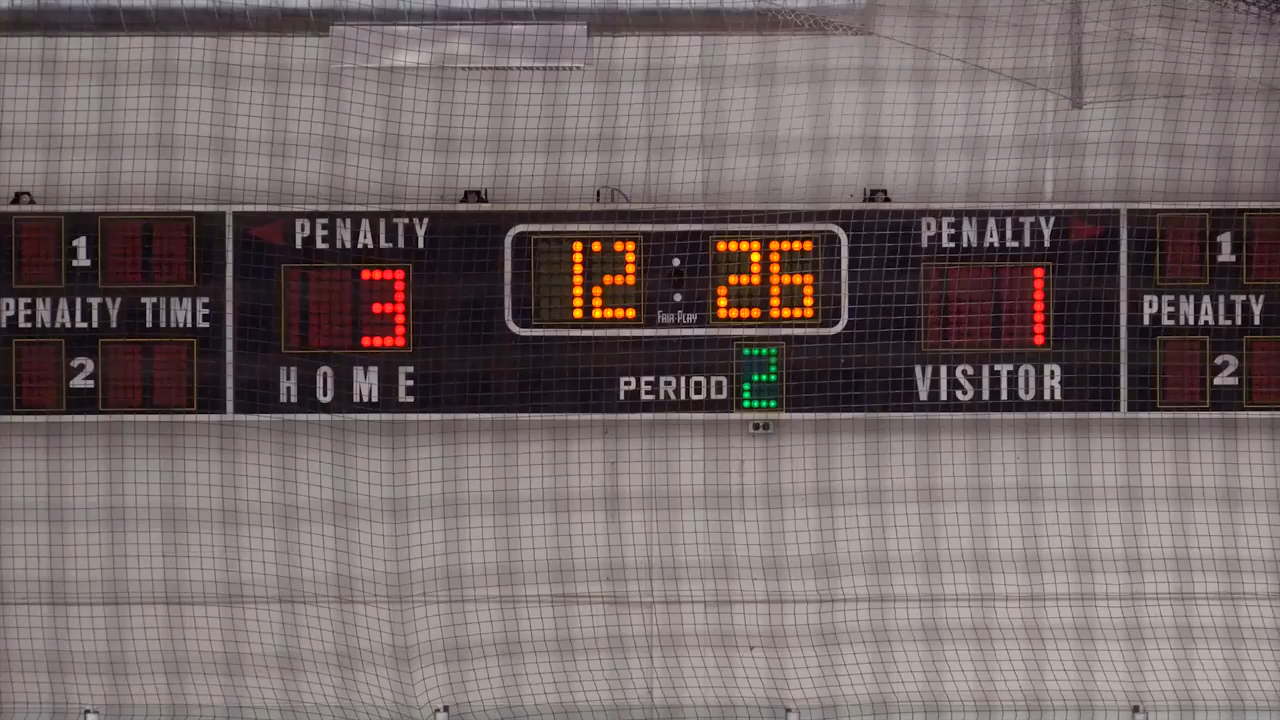 PENALTY PENALTY
1 12:26 1
PENALTY TIME 3 FAIR-PLAY 1 PENALTY
2 HOME PERIOD 2 VISITOR 2